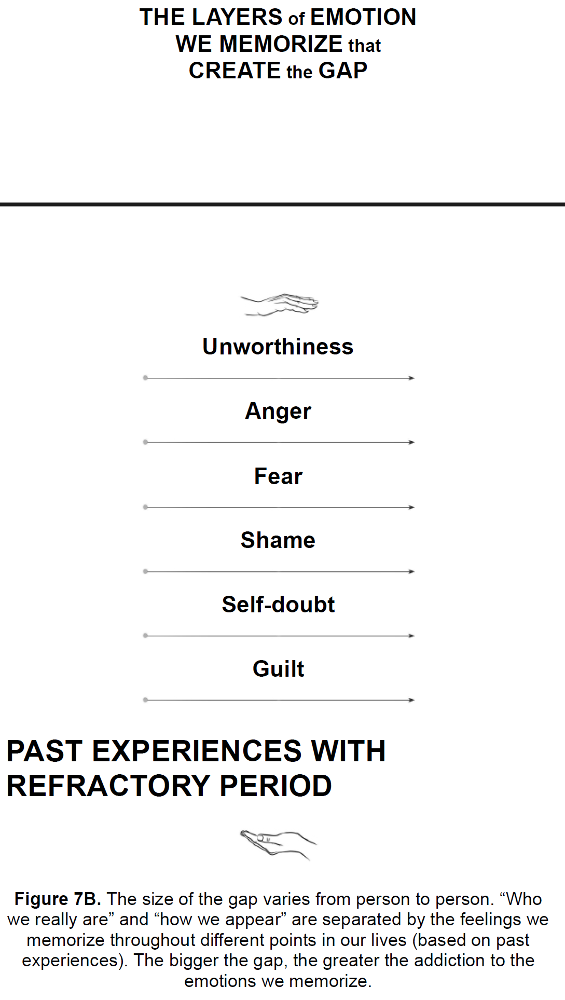 THE LAYERS of EMOTION
WE MEMORIZE that
CREATE the GAP
Unworthiness
Anger
Fear
Shame
Self-doubt
Guilt
PAST EXPERIENCES WITH
REFRACTORY PERIOD
Figure 7B. The size of the gap varies from person to person. “Who
we really are” and “how we appear” are separated by the feelings we
memorize throughout different points in our lives (based on past
experiences). The bigger the gap, the greater the addiction to the
emotions we memorize.